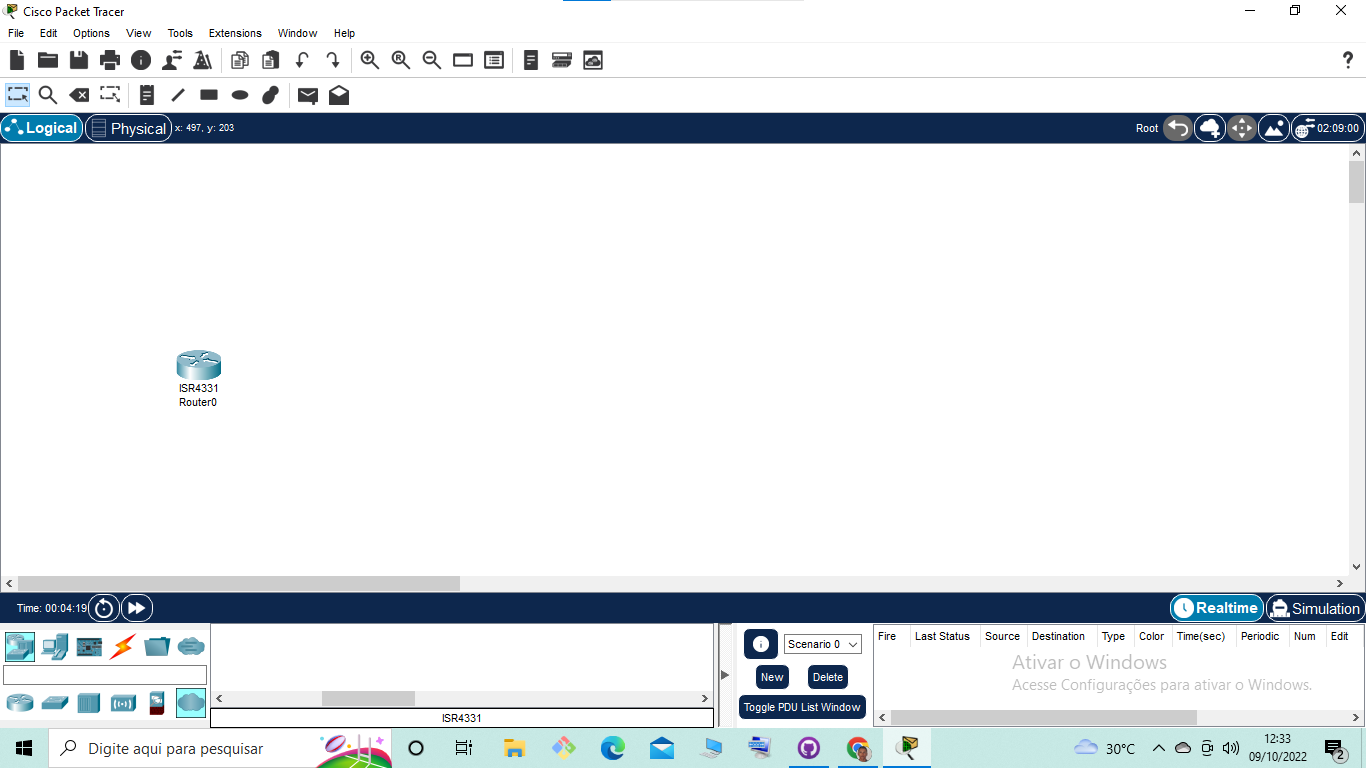 Cisco Packet Tracer
File Edit Options View Tools Extensions Window Help
Logical Physical x: 497, y: 203 Root 02:09:00
ISR4331
Router0
Time: 00:04:19 Realtime Simulation
Scenario 0 Fire Last Status Source Destination Type Color Time(sec) Periodic Num Edit
New Delete
Toggle PDU List Window
Ativar o Windows
Acesse Configurações para ativar o Windows.
ISR4331
Digite aqui para pesquisar 30°C 12:33
09/10/2022 2